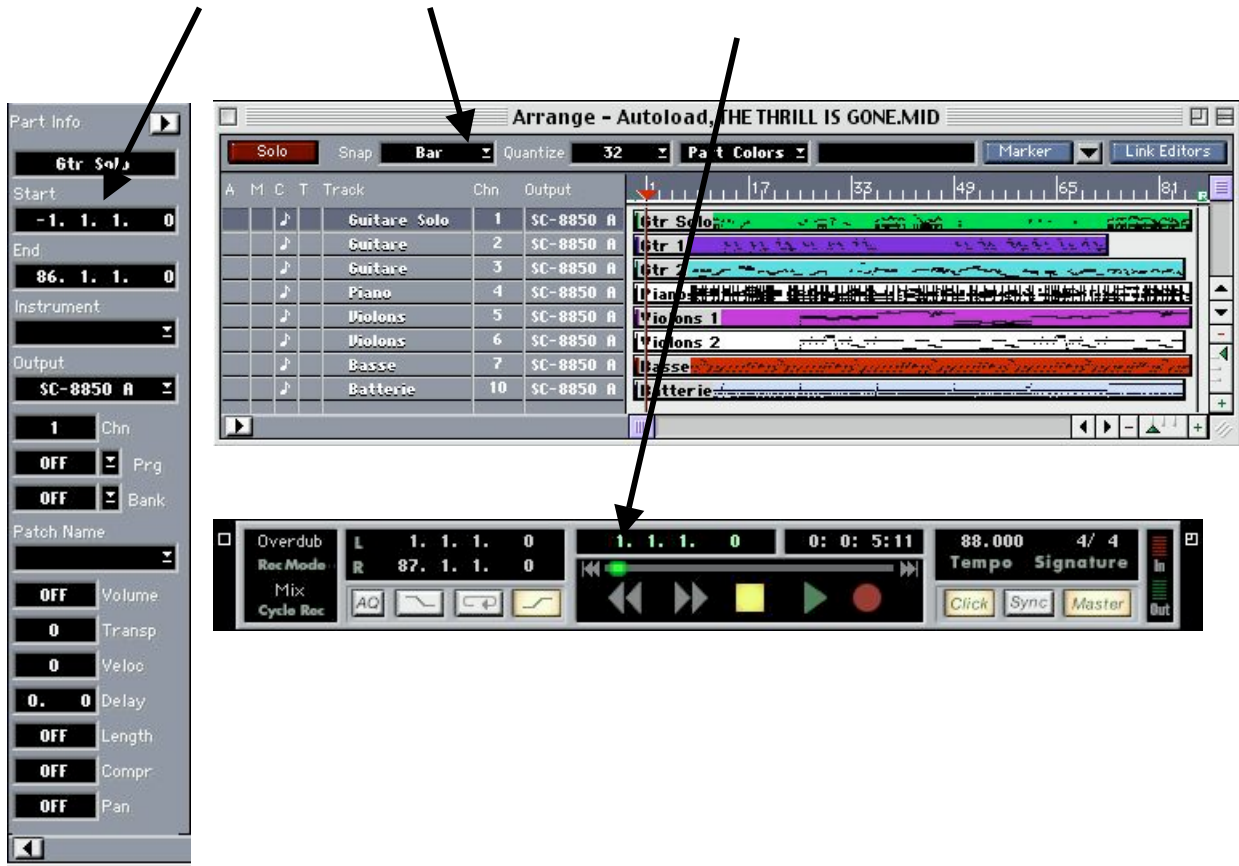 Part Info
Gtr Solo
Start
-1. 1. 1. 0
End
86. 1. 1. 0
Instrument
Output
SC-8850 A
1 Chn
OFF Prg
OFF Bank
Patch Name
OFF Volume
0 Transp
0 Veloc
0. 0 Delay
OFF Length
OFF Compr
OFF Pan
Arrange - Autoload, THE THRILL IS GONE.MID
Solo Snap Bar Quantize 32 Part Colors Marker Link Editors
A M C T Track Chn Output 1 17 33 49 65 81 R
Guitare Solo 1 SC-8850 A Gtr Solo
Guitare 2 SC-8850 A Gtr 1
Guitare 3 SC-8850 A Gtr 2
Piano 4 SC-8850 A Piano
Violons 5 SC-8850 A Violons 1
Violons 6 SC-8850 A Violons 2
Basse 7 SC-8850 A Basse
Batterie 10 SC-8850 A Batterie
Overdub L 1. 1. 1. 0 1. 1. 1. 0 0: 0: 5:11 88.000 4/ 4
Rec Mode R 87. 1. 1. 0 Tempo Signature In
Mix
Cycle Rec AQ Click Sync Master Out